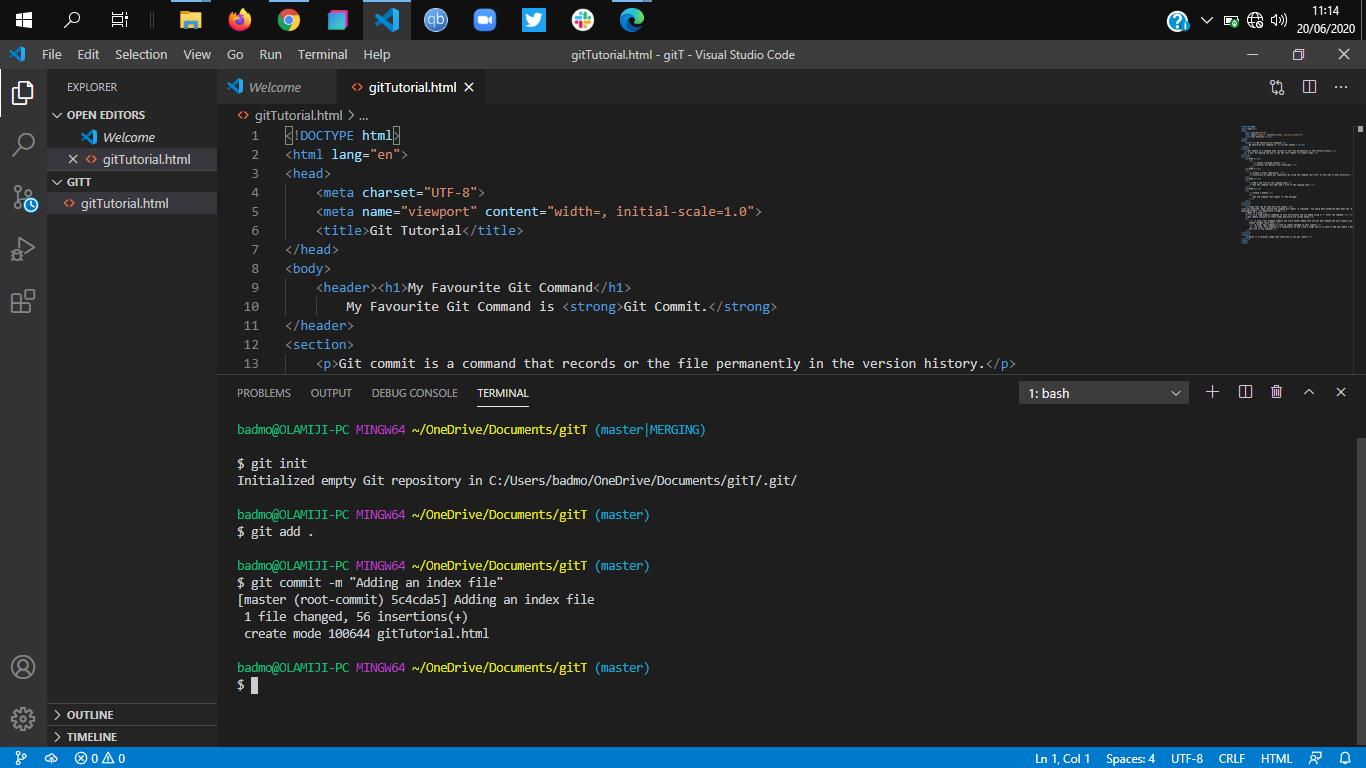 11:14
20/06/2020
File Edit Selection View Go Run Terminal Help
gitTutorial.html - gitT - Visual Studio Code
EXPLORER
OPEN EDITORS
Welcome
gitTutorial.html
GITT
gitTutorial.html
OUTLINE
TIMELINE
Welcome
gitTutorial.html
gitTutorial.html > ...
1 <!DOCTYPE html>
2 <html lang="en">
3 <head>
4 <meta charset="UTF-8">
5 <meta name="viewport" content="width=, initial-scale=1.0">
6 <title>Git Tutorial</title>
7 </head>
8 <body>
9 <header><h1>My Favourite Git Command</h1>
10 My Favourite Git Command is <strong>Git Commit.</strong>
11 </header>
12 <section>
13 <p>Git commit is a command that records or the file permanently in the version history.</p>
PROBLEMS OUTPUT DEBUG CONSOLE TERMINAL
1: bash
badmo@OLAMIJI-PC MINGW64 ~/OneDrive/Documents/gitT (master|MERGING)
$ git init
Initialized empty Git repository in C:/Users/badmo/OneDrive/Documents/gitT/.git/
badmo@OLAMIJI-PC MINGW64 ~/OneDrive/Documents/gitT (master)
$ git add .
badmo@OLAMIJI-PC MINGW64 ~/OneDrive/Documents/gitT (master)
$ git commit -m "Adding an index file"
[master (root-commit) 5c4cda5] Adding an index file
1 file changed, 56 insertions(+)
create mode 100644 gitTutorial.html
badmo@OLAMIJI-PC MINGW64 ~/OneDrive/Documents/gitT (master)
$
0 0
Ln 1, Col 1 Spaces: 4 UTF-8 CRLF HTML